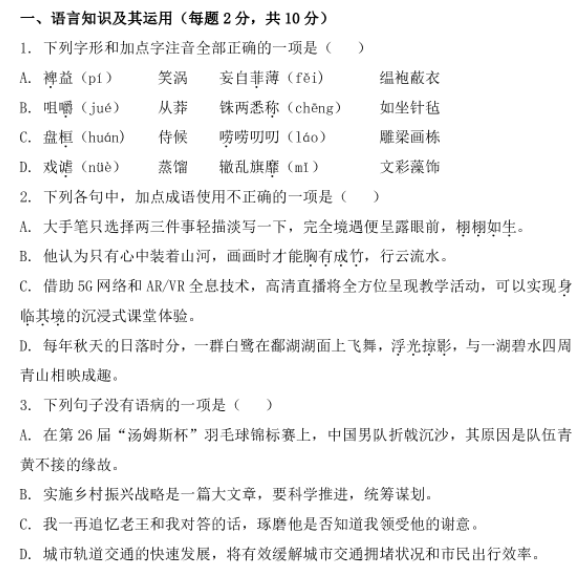 一、语言知识及其运用（每题 2 分，共 10 分）
1. 下列字形和加点字注音全部正确的一项是（　　）
A. 裨益（pí）　　笑涡　　妄自菲薄（fěi）　　缊袍蔽衣
B. 咀嚼（jué）　　从莽　　铢两悉称（chēng）　　如坐针毡
C. 盘桓（huán)　　侍候　　唠唠叨叨（láo）　　雕梁画栋
D. 戏谑（nüè）　　蒸馏　　辙乱旗靡（mǐ）　　文彩藻饰
2. 下列各句中，加点成语使用不正确的一项是（　　）
A. 大手笔只选择两三件事轻描淡写一下，完全境遇便呈露眼前，栩栩如生。
B. 他认为只有心中装着山河，画画时才能胸有成竹，行云流水。
C. 借助 5G 网络和 AR/VR 全息技术，高清直播将全方位呈现教学活动，可以实现身
临其境的沉浸式课堂体验。
D. 每年秋天的日落时分，一群白鹭在鄱湖湖面上飞舞，浮光掠影，与一湖碧水四周
青山相映成趣。
3. 下列句子没有语病的一项是（　　）
A. 在第 26 届“汤姆斯杯”羽毛球锦标赛上，中国男队折戟沉沙，其原因是队伍青
黄不接的缘故。
B. 实施乡村振兴战略是一篇大文章，要科学推进，统筹谋划。
C. 我一再追忆老王和我对答的话，琢磨他是否知道我领受他的谢意。
D. 城市轨道交通的快速发展，将有效缓解城市交通拥堵状况和市民出行效率。